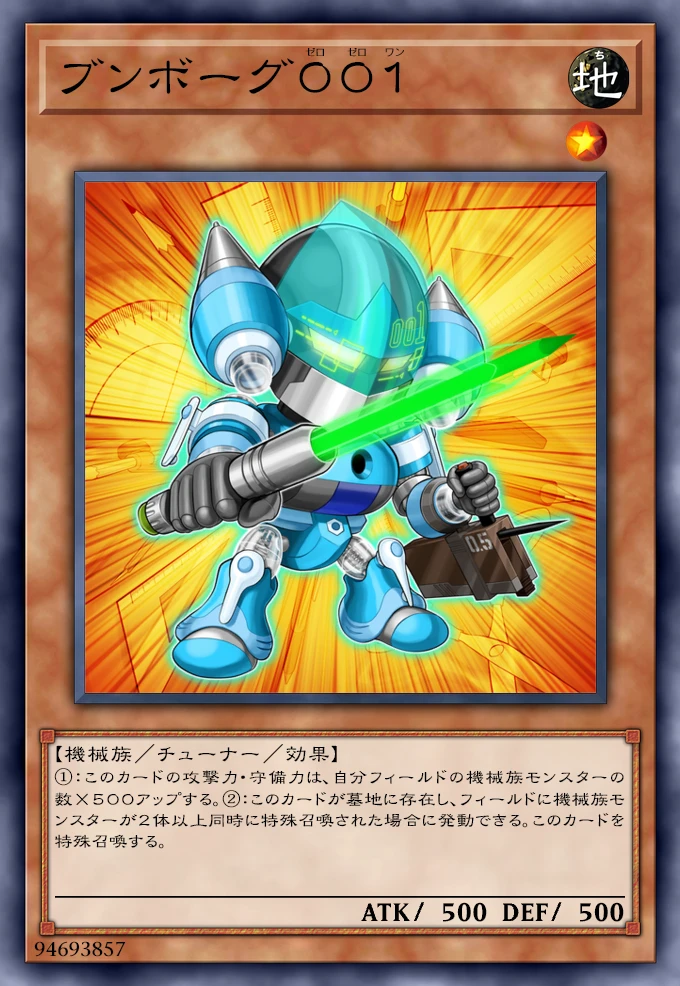 ゼロ ゼロ ワン
ブンボーグ００１
ち
地
001
0.5
【機械族／チューナー／効果】
①：このカードの攻撃力・守備力は、自分フィールドの機械族モンスターの
数×５００アップする。②：このカードが墓地に存在し、フィールドに機械族モ
ンスターが２体以上同時に特殊召喚された場合に発動できる。このカードを
特殊召喚する。
ATK/ 500 DEF/ 500
94693857